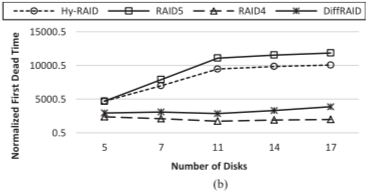 Hy-RAID RAID5 RAID4 DiffRAID
Normalized First Dead Time
15000.5
10000.5
5000.5
0.5
5 7 11 14 17
Number of Disks
(b)